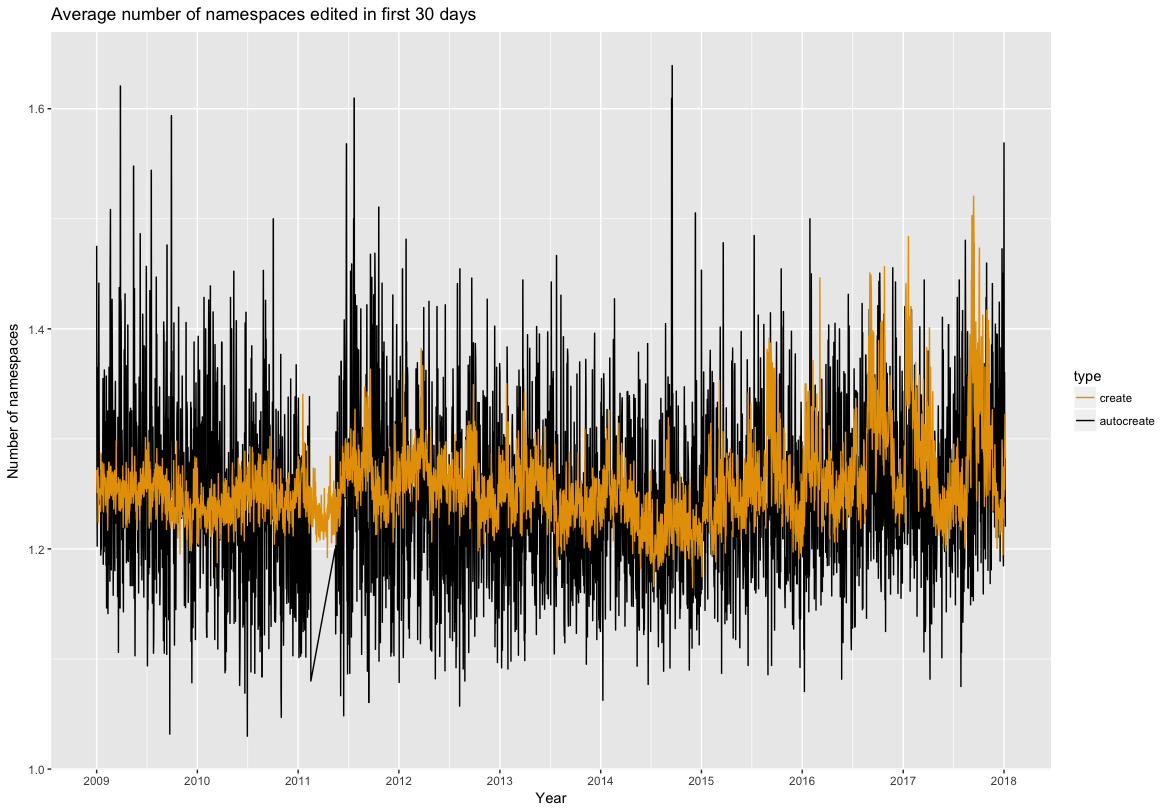 Average number of namespaces edited in first 30 days
Number of namespaces
1.6
1.4
1.2
1.0
2009 2010 2011 2012 2013 2014 2015 2016 2017 2018
Year
type
create
autocreate